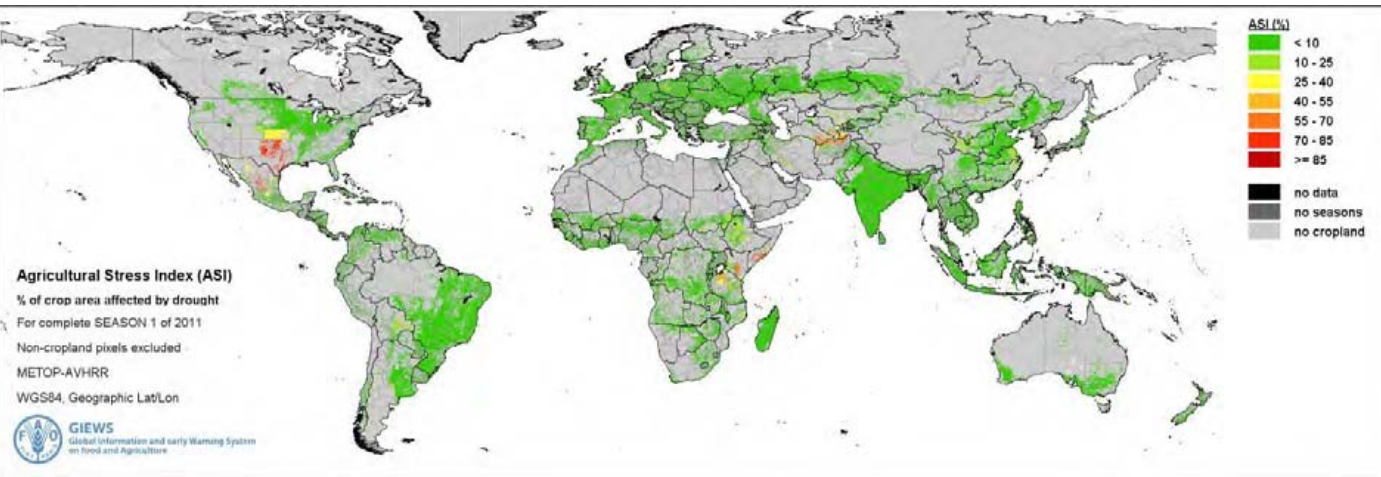 ASI (%)
< 10
10 - 25
25 - 40
40 - 55
55 - 70
70 - 85
>= 85
no data
no seasons
no cropland
Agricultural Stress Index (ASI)
% of crop area affected by drought
For complete SEASON 1 of 2011
Non-cropland pixels excluded
METOP-AVHRR
WGS84, Geographic Lat/Lon
FAO
GIEWS
Global Information and early Warning System
on food and Agriculture